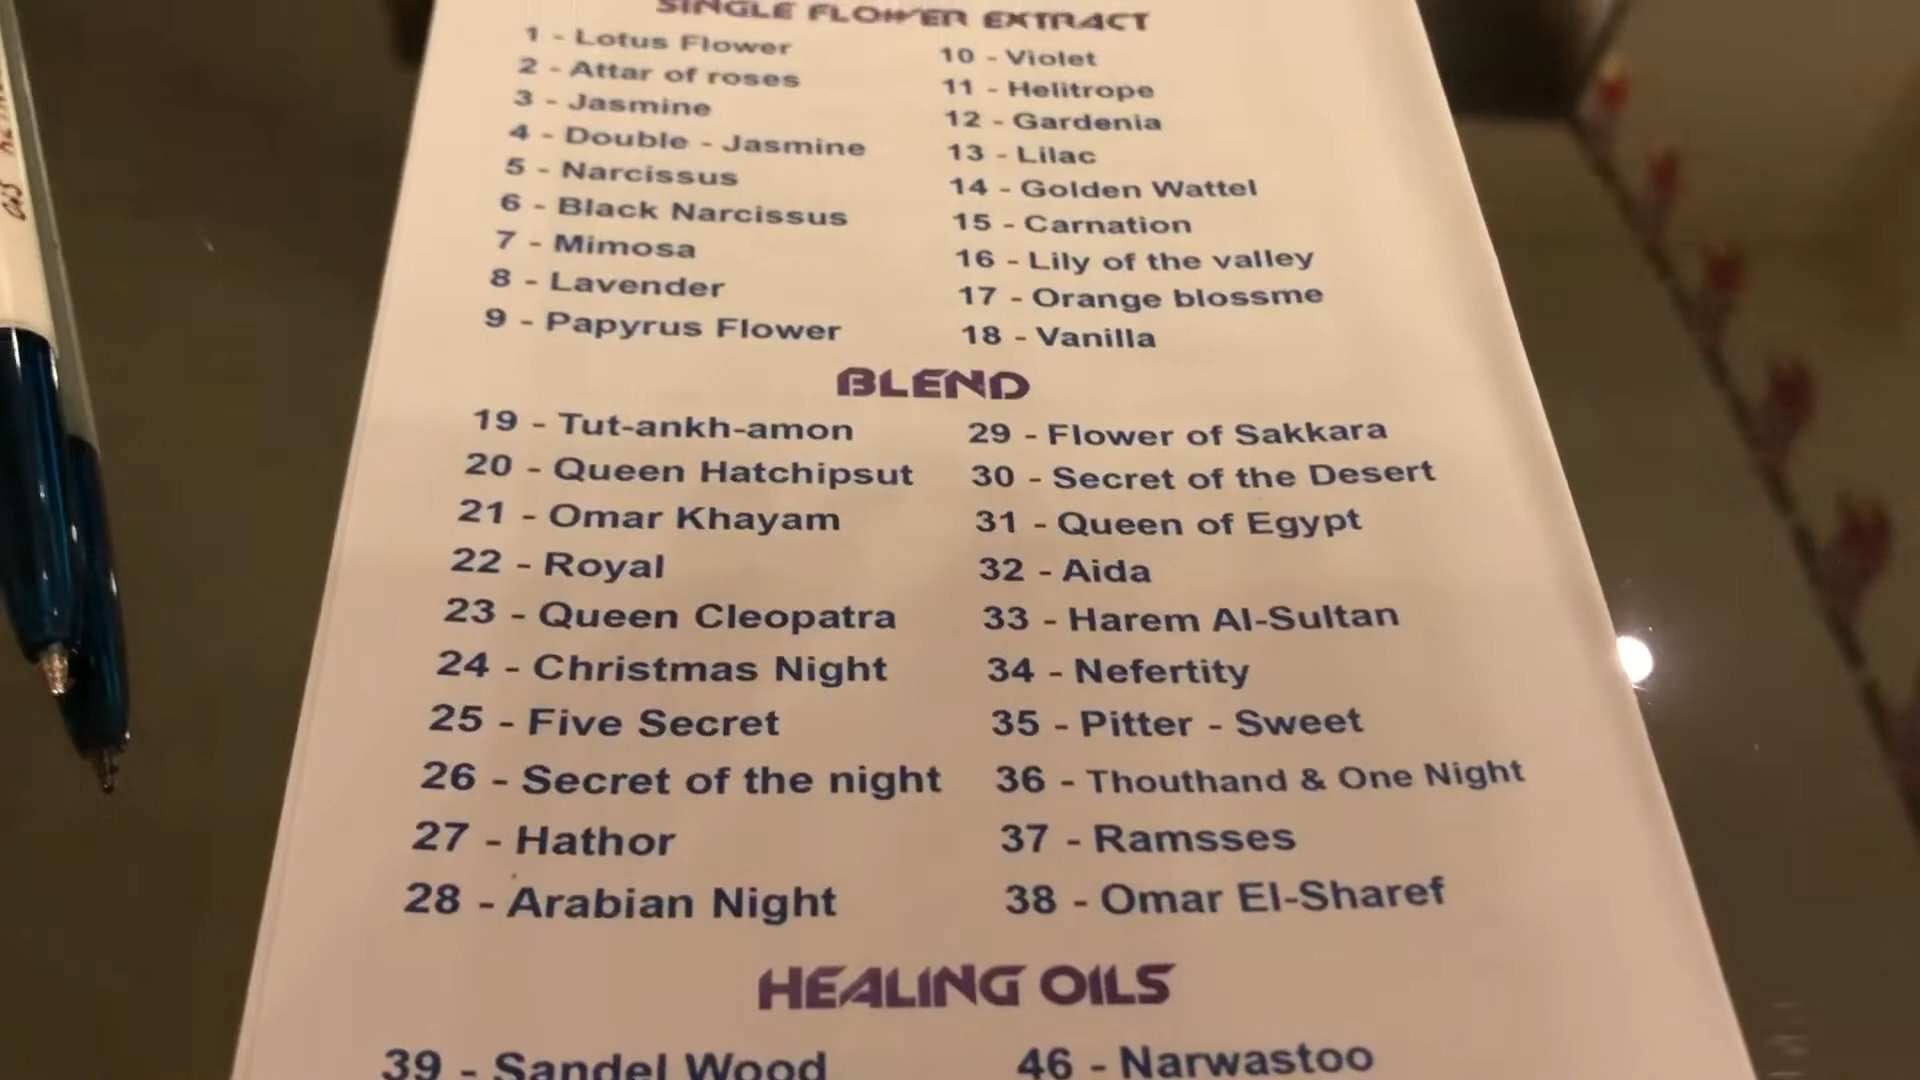 SINGLE FLOWER EXTRACT
1 - Lotus Flower
2 - Attar of roses
3 - Jasmine
4 - Double - Jasmine
5 - Narcissus
6 - Black Narcissus
7 - Mimosa
8 - Lavender
9 - Papyrus Flower
10 - Violet
11 - Helitrope
12 - Gardenia
13 - Lilac
14 - Golden Wattel
15 - Carnation
16 - Lily of the valley
17 - Orange blossme
18 - Vanilla
BLEND
19 - Tut-ankh-amon
20 - Queen Hatchipsut
21 - Omar Khayam
22 - Royal
23 - Queen Cleopatra
24 - Christmas Night
25 - Five Secret
26 - Secret of the night
27 - Hathor
28 - Arabian Night
29 - Flower of Sakkara
30 - Secret of the Desert
31 - Queen of Egypt
32 - Aida
33 - Harem Al-Sultan
34 - Nefertity
35 - Pitter - Sweet
36 - Thouthand & One Night
37 - Ramsses
38 - Omar El-Sharef
HEALING OILS
39 - Sandel Wood
46 - Narwastoo